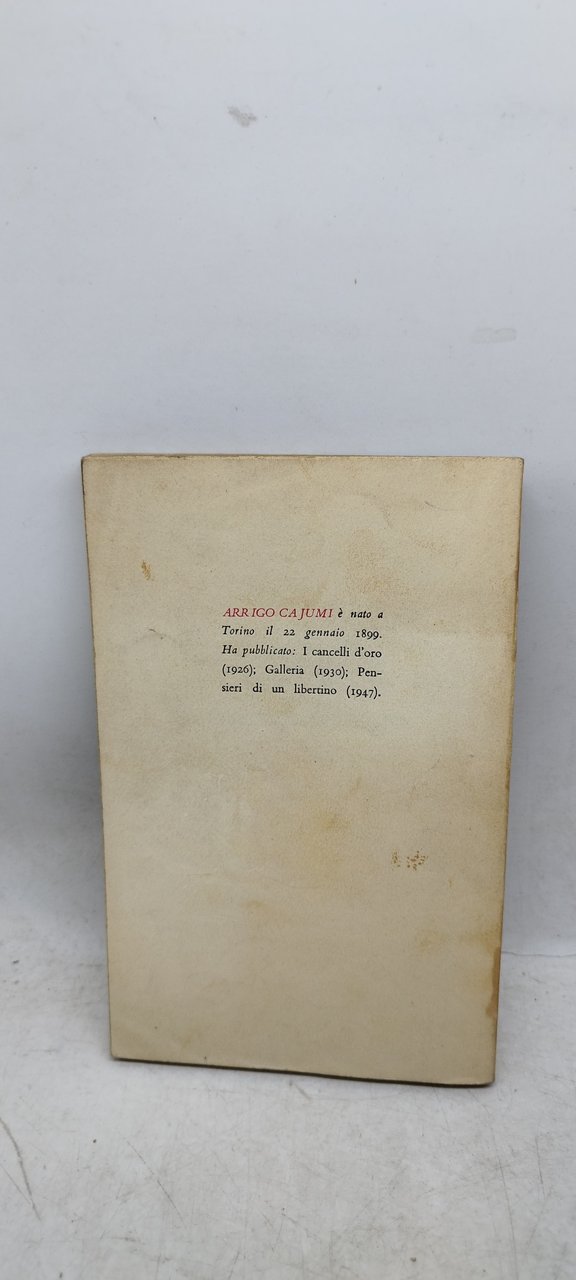 ARRIGO CAJUMI è nato a
Torino il 22 gennaio 1899.
Ha pubblicato: I cancelli d'oro
(1926); Galleria (1930); Pen-
sieri di un libertino (1947).